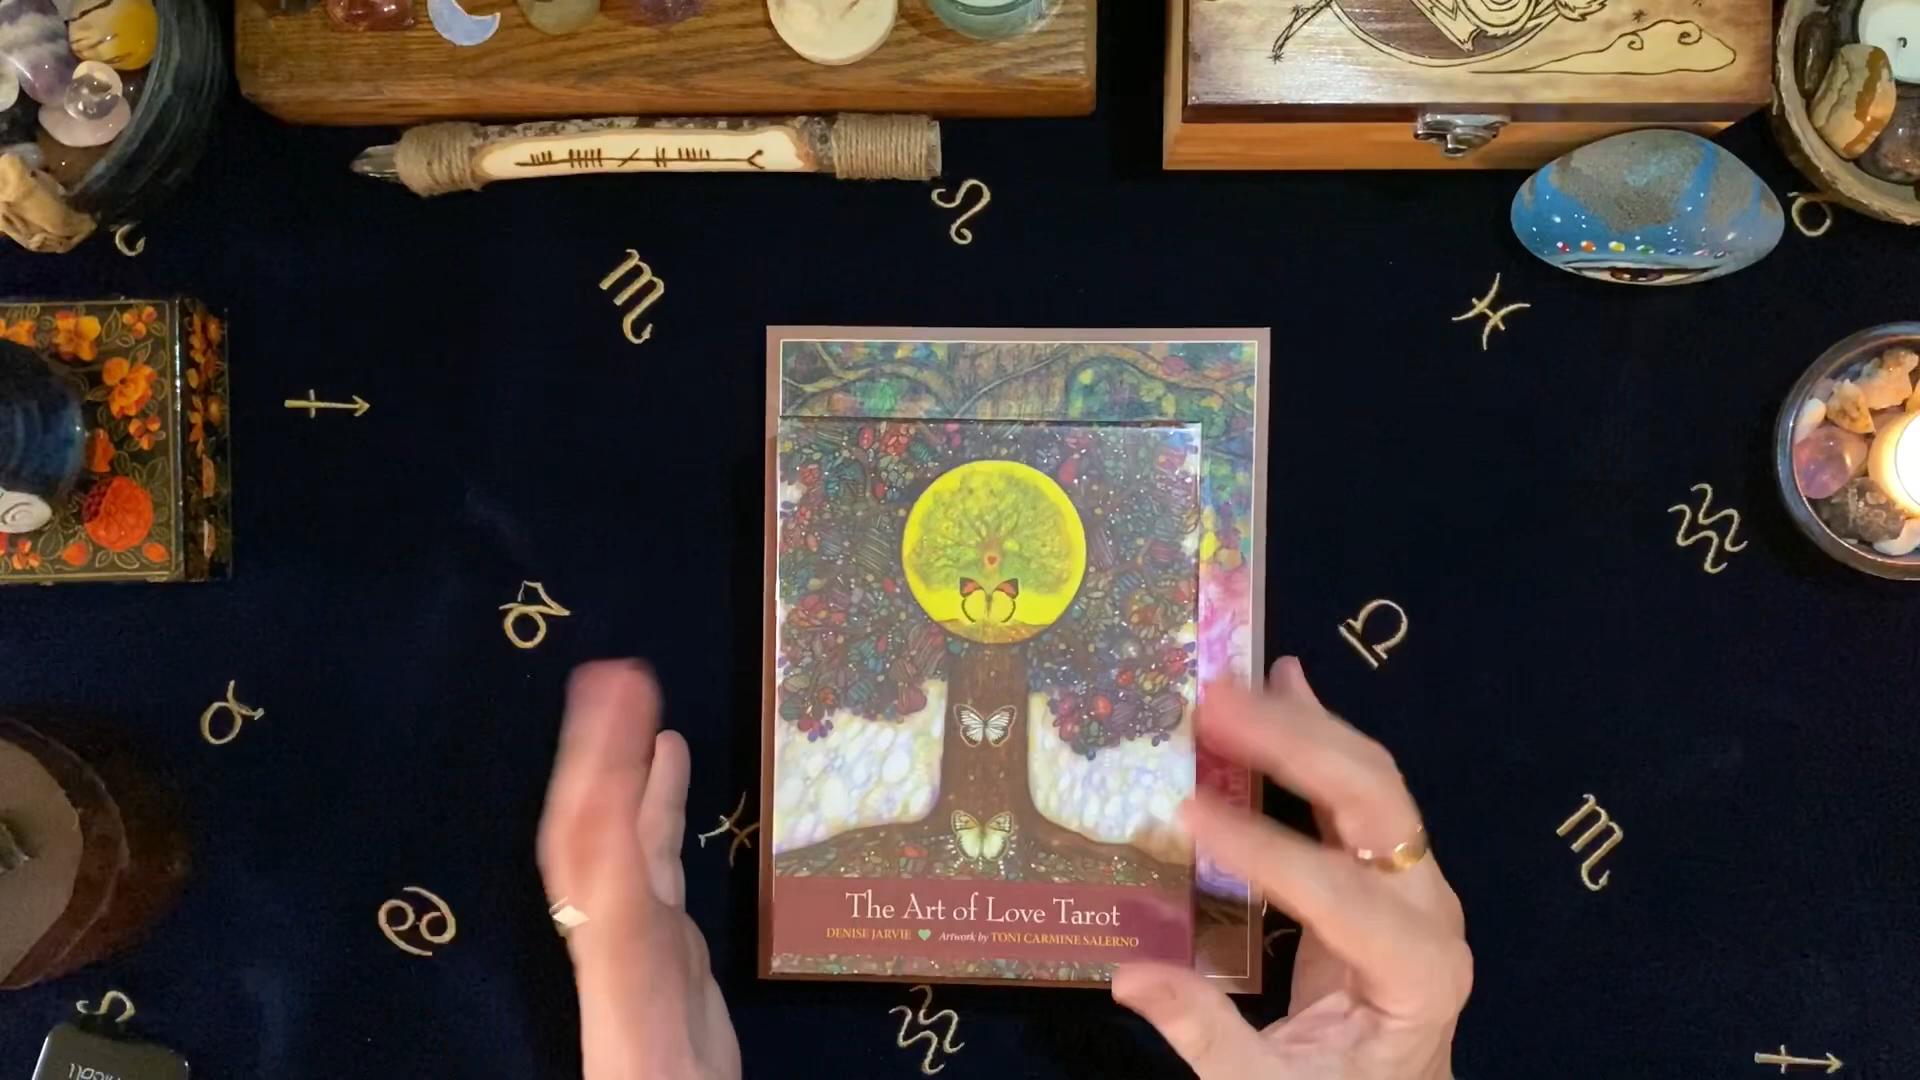 The Art of Love Tarot
DENISE JARVIE Artwork by TONI CARMINE SALERNO